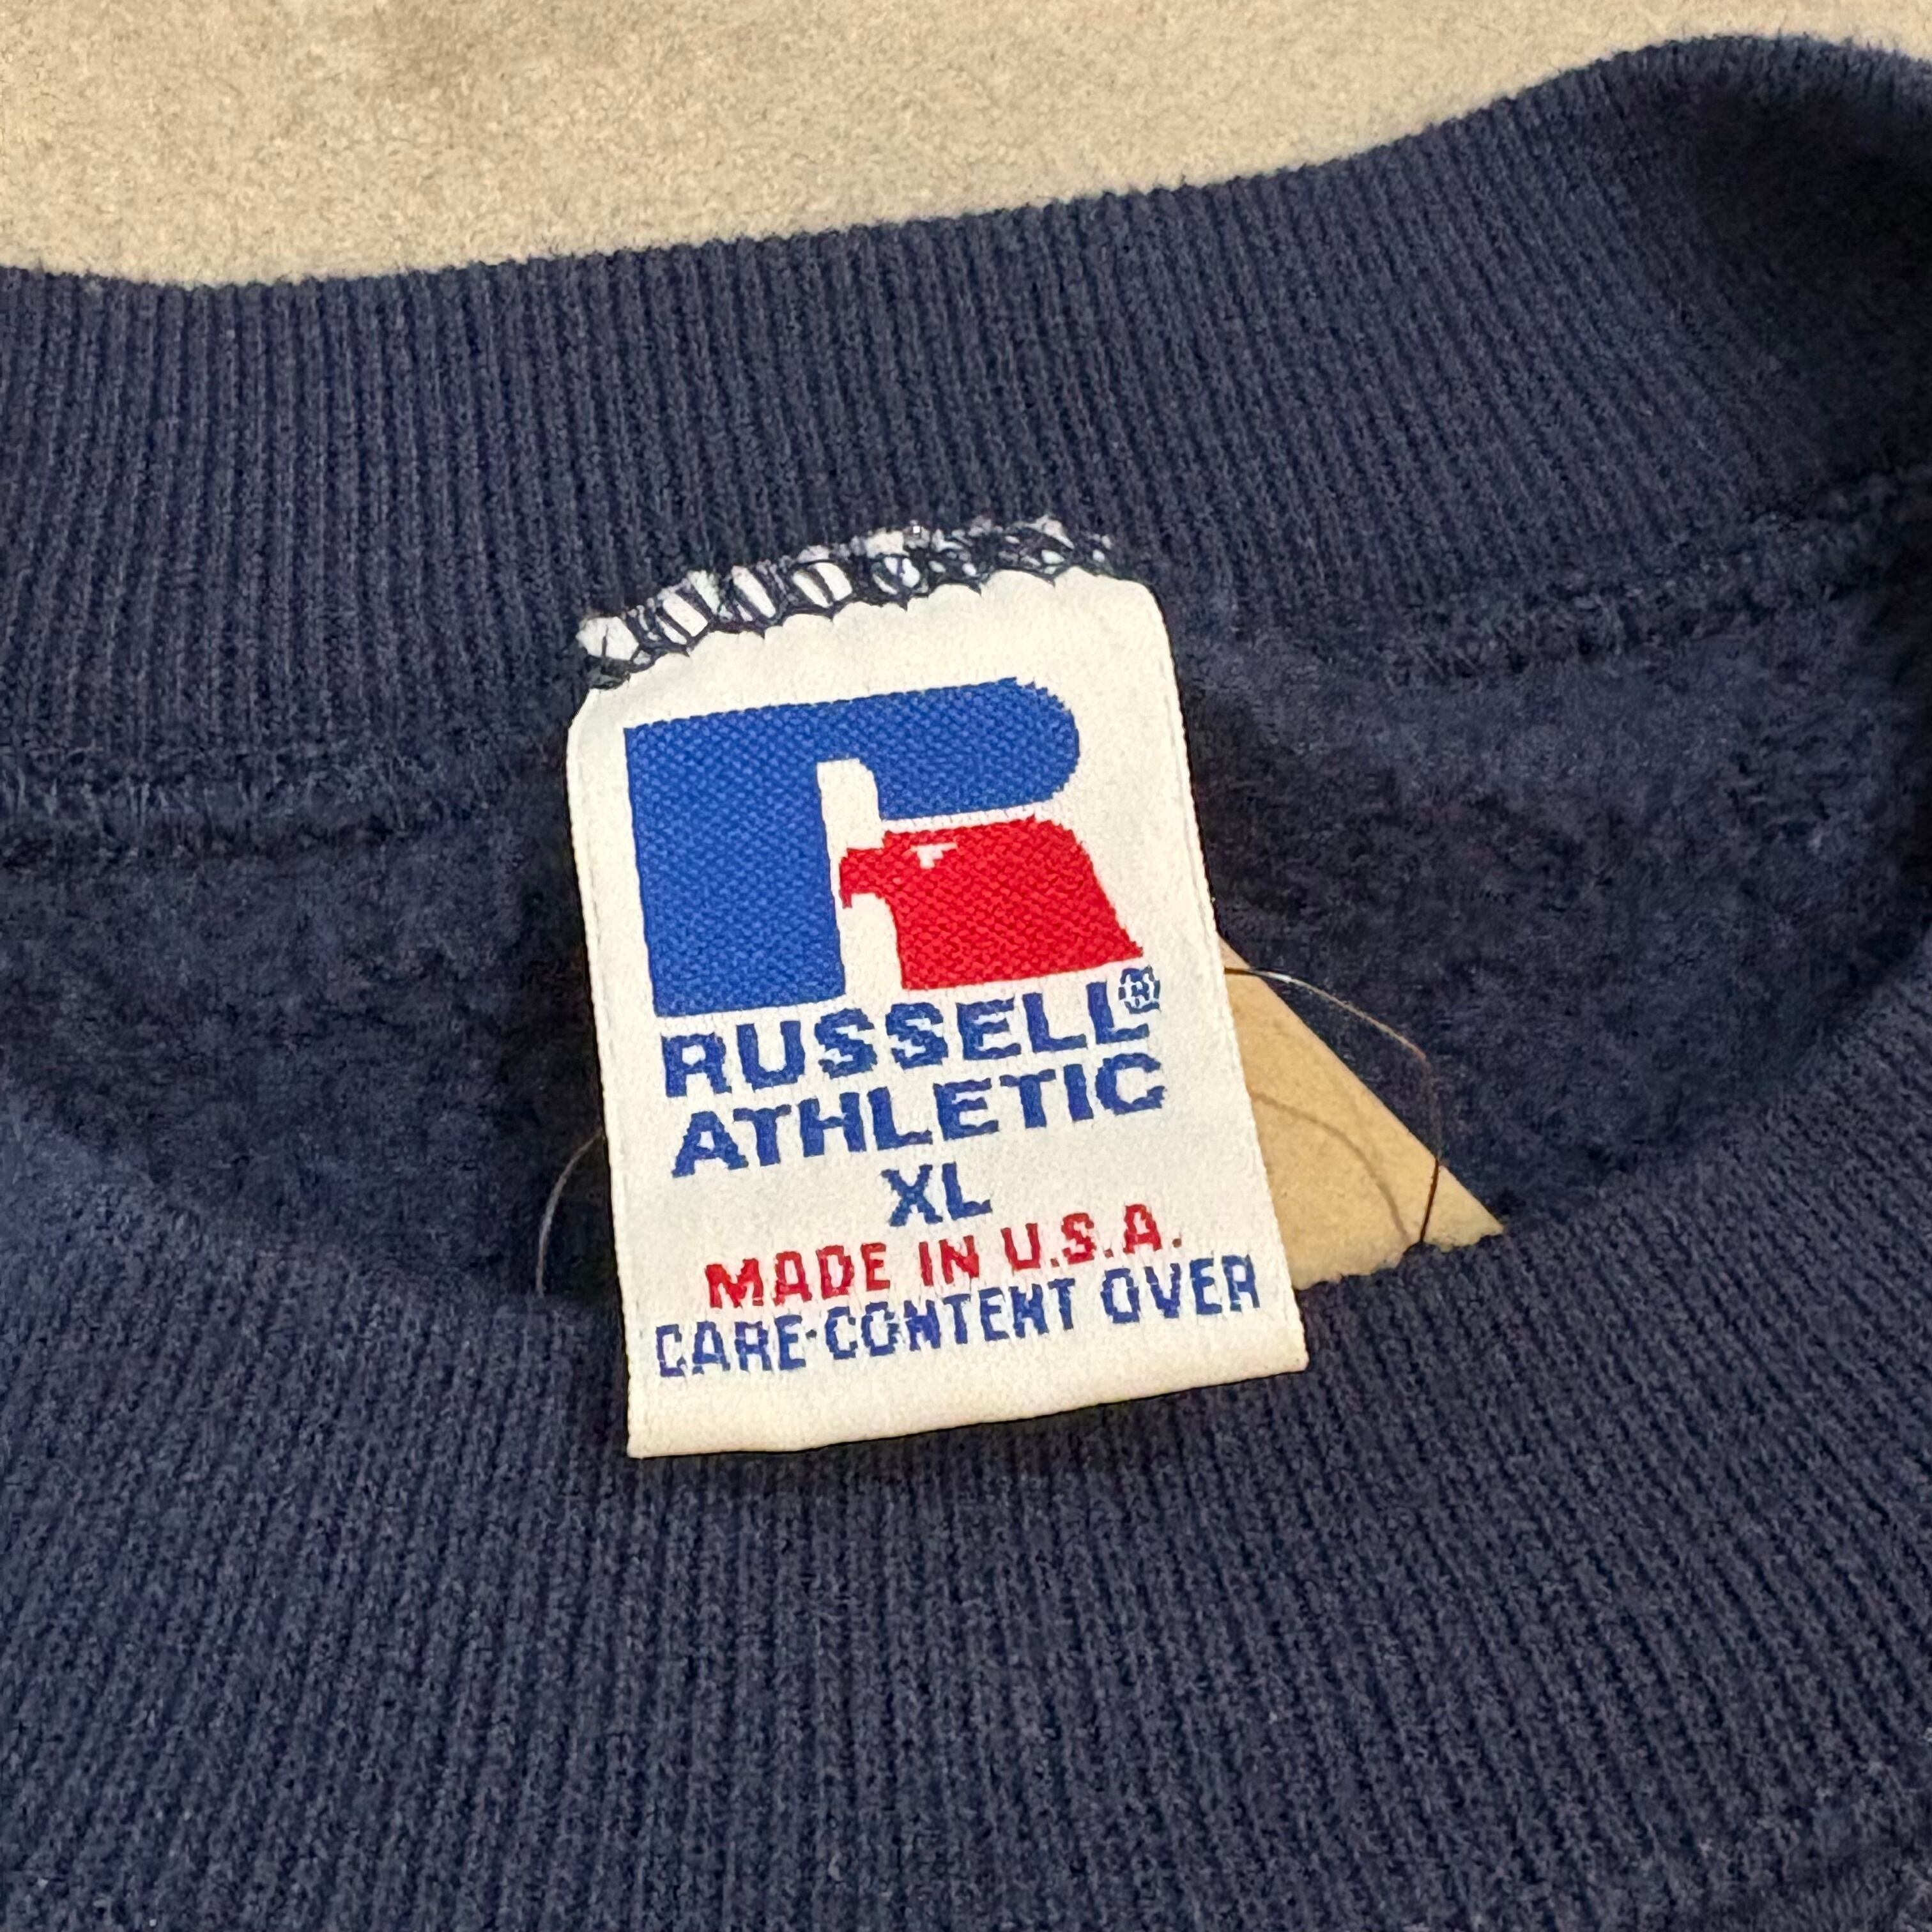 RUSSELL®
ATHLETIC
XL
MADE IN U.S.A.
CARE-CONTENT OVER